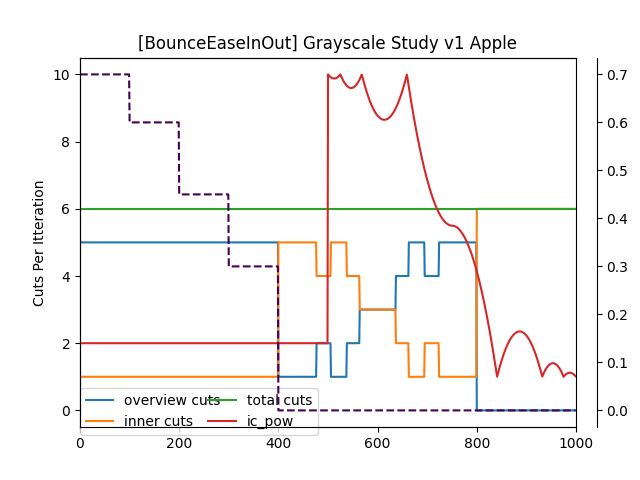 [BounceEaseInOut] Grayscale Study v1 Apple
10
8
6
4
2
0
Cuts Per Itteration
0.7
0.6
0.5
0.4
0.3
0.2
0.1
0.0
overview cuts
total cuts
inner cuts
ic_pow
0 200 400 600 800 1000